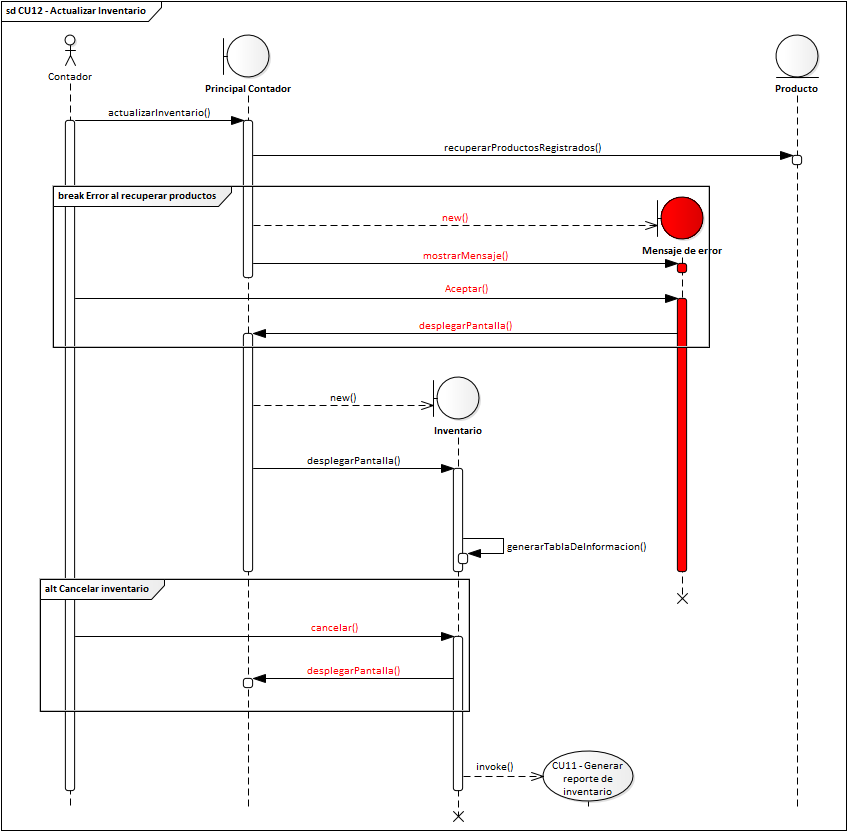 sd CU12 - Actualizar Inventario
Contador
Principal Contador
Producto
actualizarInventario()
recuperarProductosRegistrados()
break Error al recuperar productos
new()
Mensaje de error
mostrarMensaje()
Aceptar()
desplegarPantalla()
new()
Inventario
desplegarPantalla()
generarTablaDeInformacion()
alt Cancelar inventario
cancelar()
desplegarPantalla()
invoke()
CU11 - Generar
reporte de
inventario